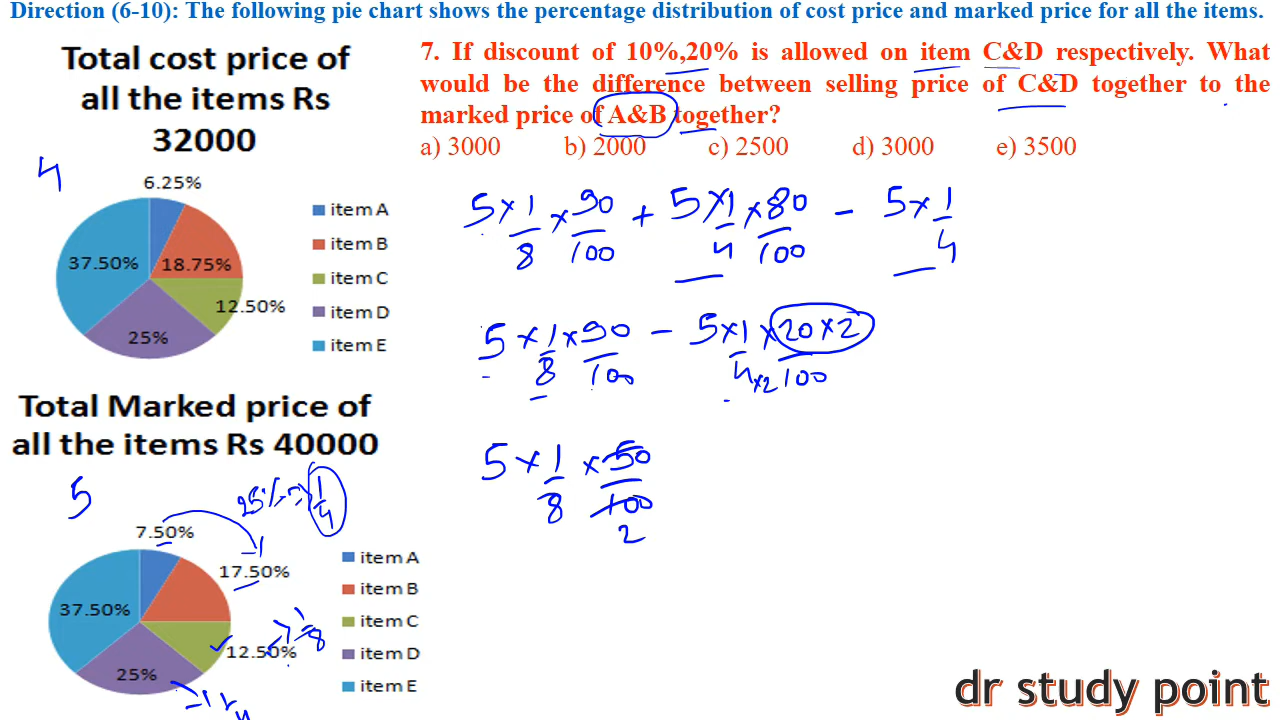 Direction (6-10): The following pie chart shows the percentage distribution of cost price and marked price for all the items.
Total cost price of
all the items Rs
32000
4
6.25%
37.50%
18.75%
12.50%
25%
item A
item B
item C
item D
item E
Total Marked price of
all the items Rs 40000
5
25% = 1/4
7.50%
17.50%
37.50%
12.50%
25%
item A
item B
item C
item D
item E
7. If discount of 10%,20% is allowed on item C&D respectively. What
would be the difference between selling price of C&D together to the
marked price of A&B together?
a) 3000 b) 2000 c) 2500 d) 3000 e) 3500
5 × 1/8 × 90/100 + 5 × 1/4 × 80/100 - 5 × 1/4
5 × 1/8 × 90/100 - 5 × 1/4×2 × 20×2/100
5 × 1/8 × 50/100
2
dr study point